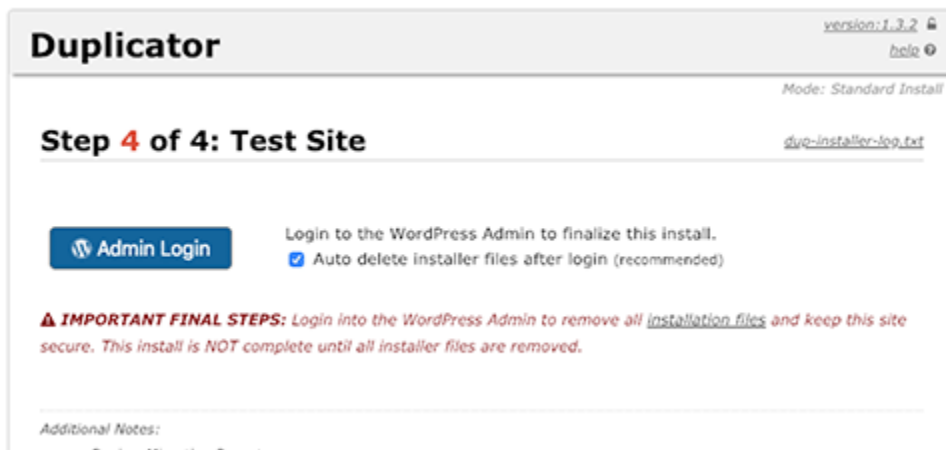 Duplicator
version:1.3.2
help
Mode: Standard Install
Step 4 of 4: Test Site
dup-installer-log.txt
Admin Login
Login to the WordPress Admin to finalize this install.
Auto delete installer files after login (recommended)
IMPORTANT FINAL STEPS: Login into the WordPress Admin to remove all installation files and keep this site
secure. This install is NOT complete until all installer files are removed.
Additional Notes: